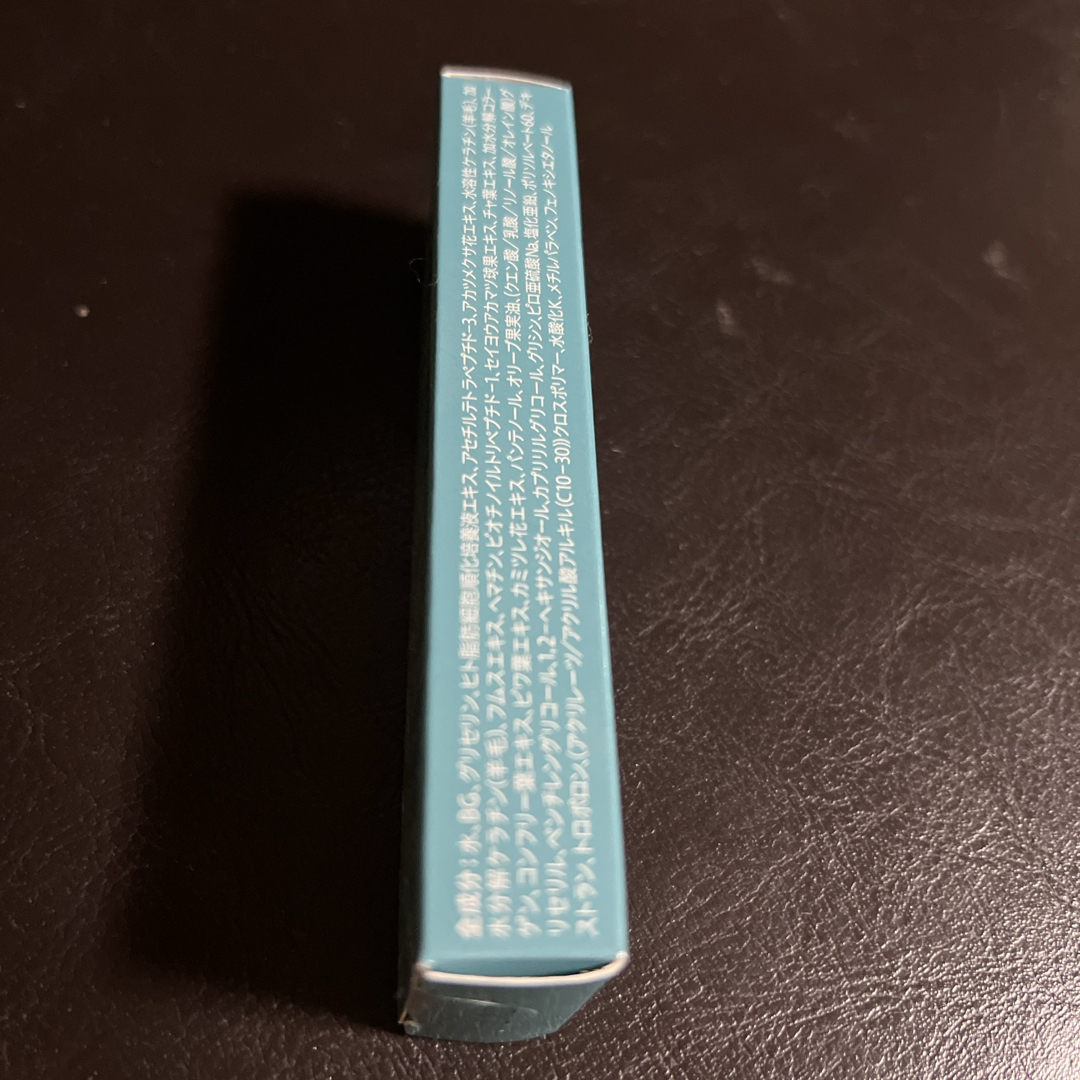 全成分：水、BG、グリセリン、ヒト脂肪細胞順化培養液エキス、アセチルテトラペプチド-3、アカツメクサ花エキス、水溶性ケラチン(羊毛)、加
水分解ケラチン(羊毛)、フムスエキス、ヘマチン、ビオチノイルトリペプチド-1、セイヨウアカマツ球果エキス、チャ葉エキス、加水分解コラー
ゲン、コンフリー葉エキス、ビワ葉エキス、カミツレ花エキス、パンテノール、オリーブ果実油、(クエン酸/乳酸/リノール酸/オレイン酸)グ
リセリル、ペンチレングリコール、1,2-ヘキサンジオール、カプリリルグリコール、グリシン、ピロ亜硫酸Na、塩化亜鉛、ポリソルベート60、デキ
ストラン、トロポロン、(アクリレーツ/アクリル酸アルキル(C10-30))クロスポリマー、水酸化K、メチルパラベン、フェノキシエタノール